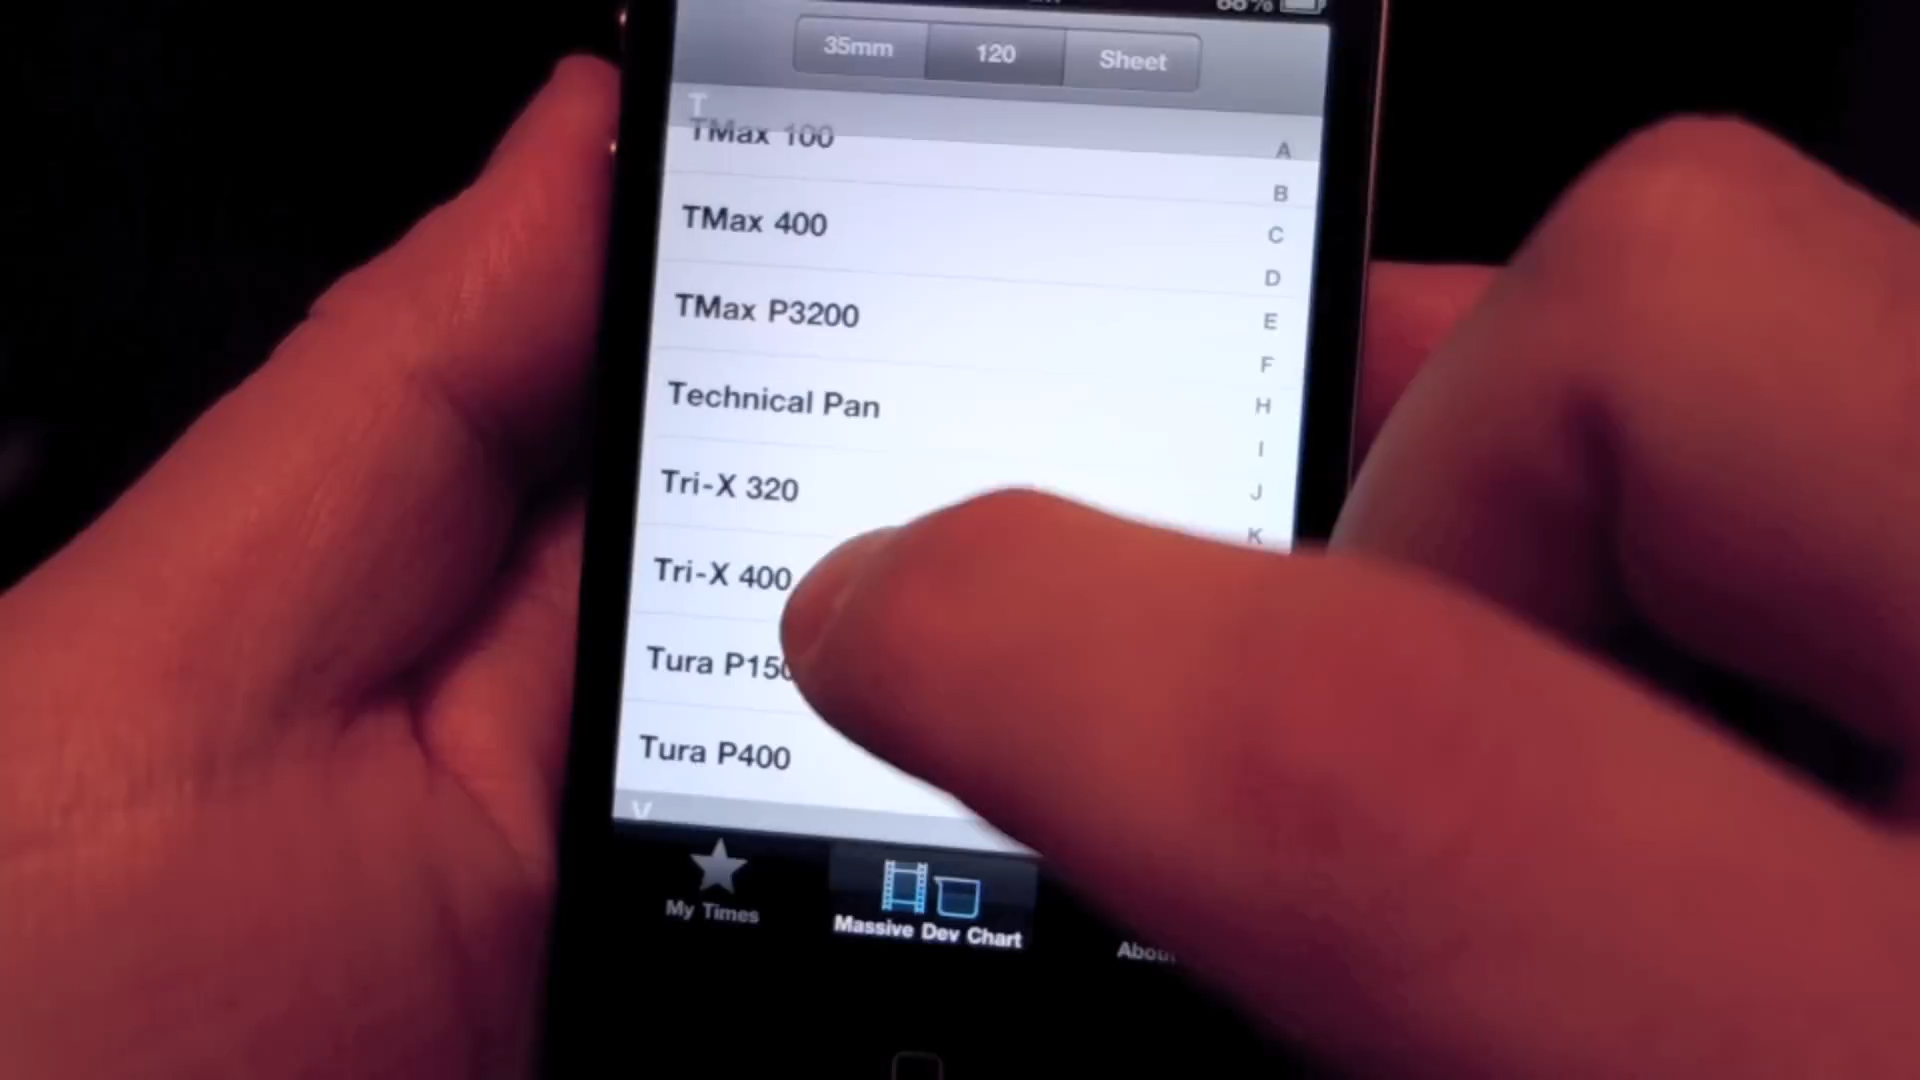 35mm 120 Sheet
T
TMax 100
TMax 400
TMax P3200
Technical Pan
Tri-X 320
Tri-X 400
Tura P150
Tura P400
V
A
B
C
D
E
F
H
I
J
K
My Times
Massive Dev Chart
About